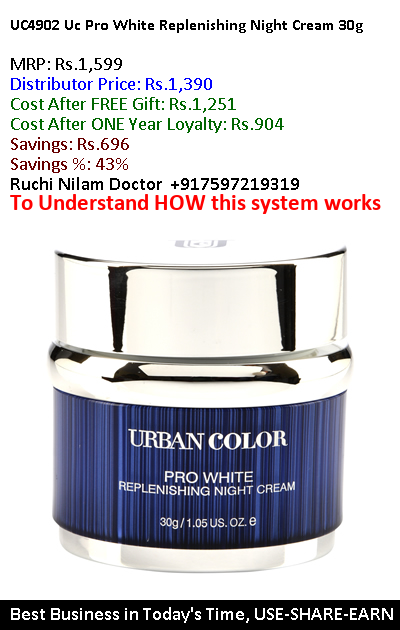 UC4902 Uc Pro White Replenishing Night Cream 30g
MRP: Rs.1,599
Distributor Price: Rs.1,390
Cost After FREE Gift: Rs.1,251
Cost After ONE Year Loyalty: Rs.904
Savings: Rs.696
Savings %: 43%
Ruchi Nilam Doctor +917597219319
To Understand HOW this system works
URBAN COLOR
PRO WHITE
REPLENISHING NIGHT CREAM
30g / 1.05 US. OZ. e
Best Business in Today's Time, USE-SHARE-EARN